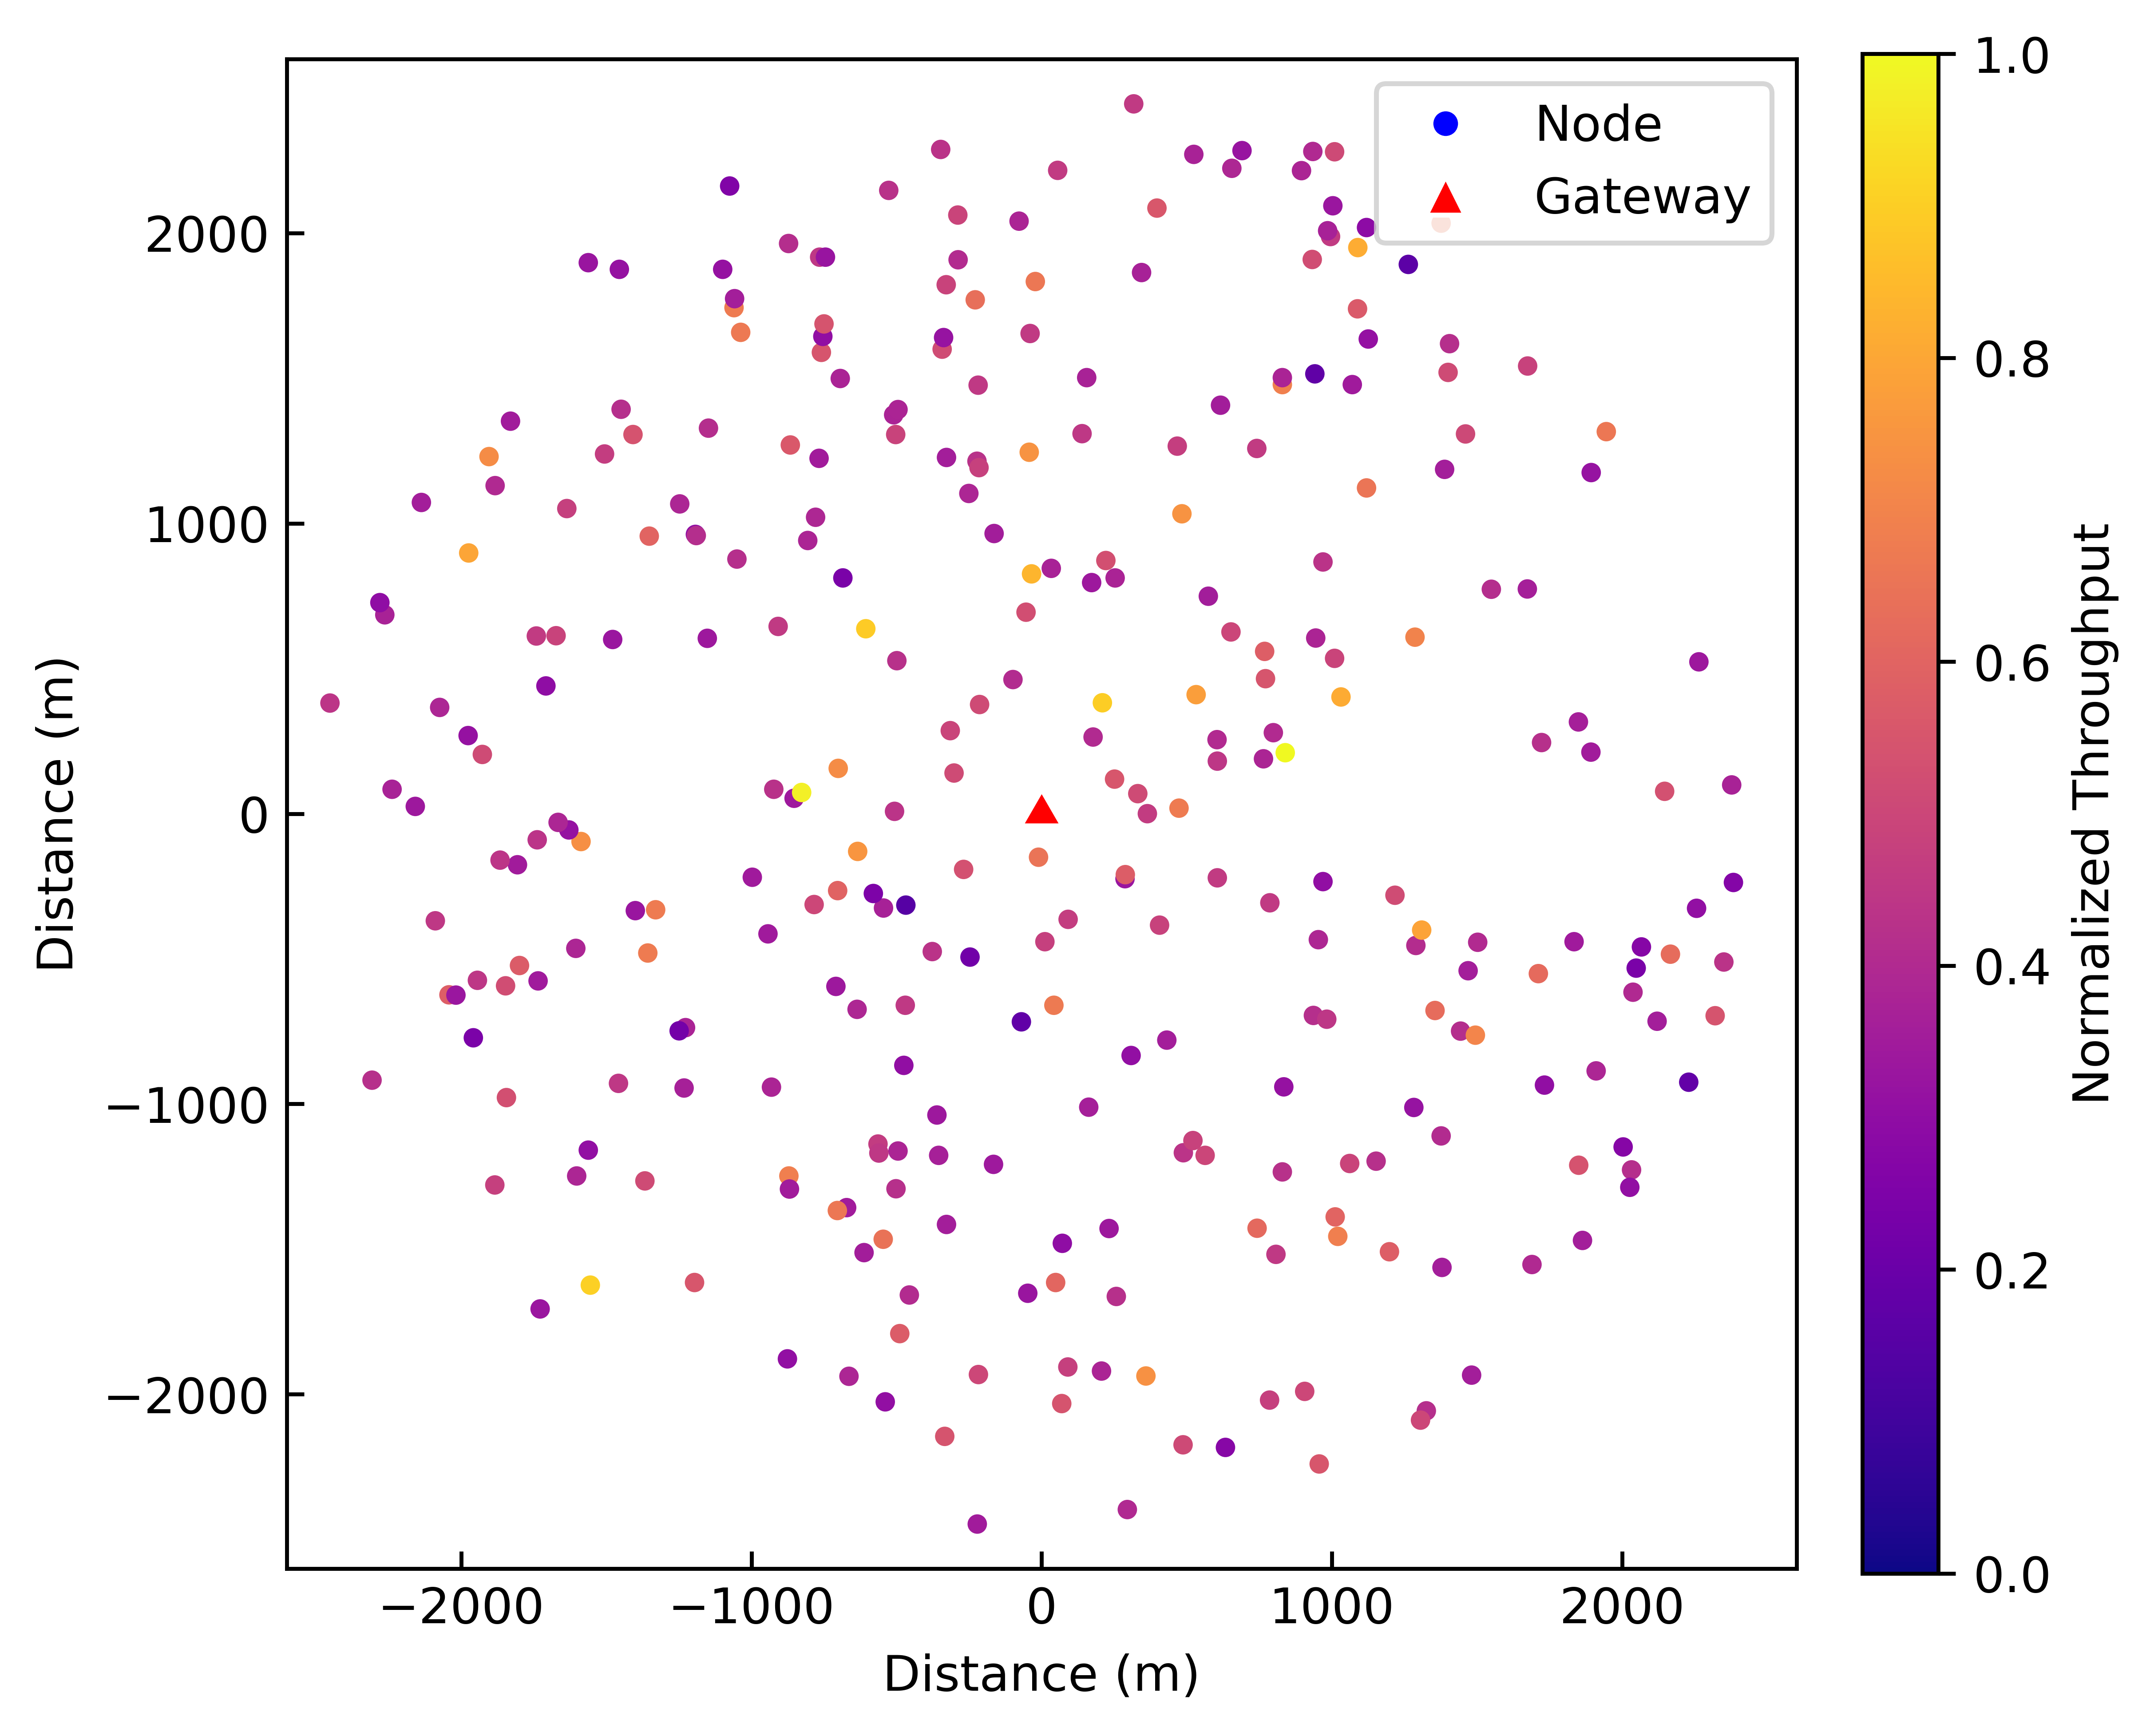 Node
Gateway
2000
1000
0
−1000
−2000
Distance (m)
−2000 −1000 0 1000 2000
Distance (m)
1.0
0.8
0.6
0.4
0.2
0.0
Normalized Throughput